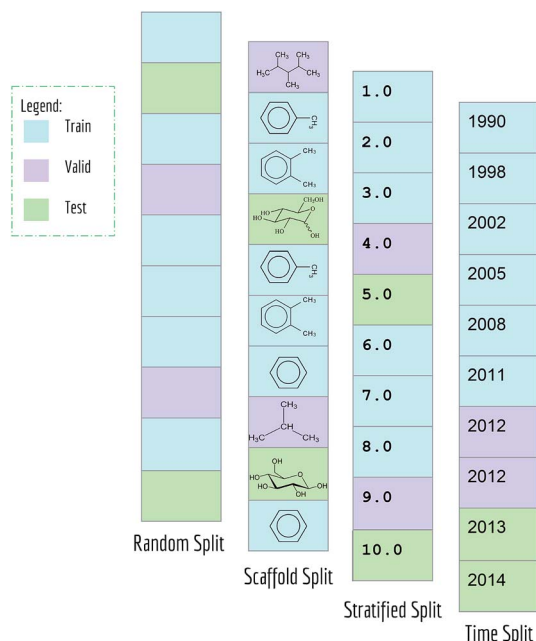 Legend:
Train
Valid
Test
Random Split
CH₃
CH₃
H₃C
CH₃
H₃C
CH₃
CH₃
CH₃
CH₃
CH₂OH
HO
O
HO
HO
OH
OH
CH₃
CH₃
CH₃
CH₃
CH
H₃C
CH₃
OH
HO
O
HO
OH
OH
Scaffold Split
1.0
2.0
3.0
4.0
5.0
6.0
7.0
8.0
9.0
10.0
Stratified Split
1990
1998
2002
2005
2008
2011
2012
2012
2013
2014
Time Split